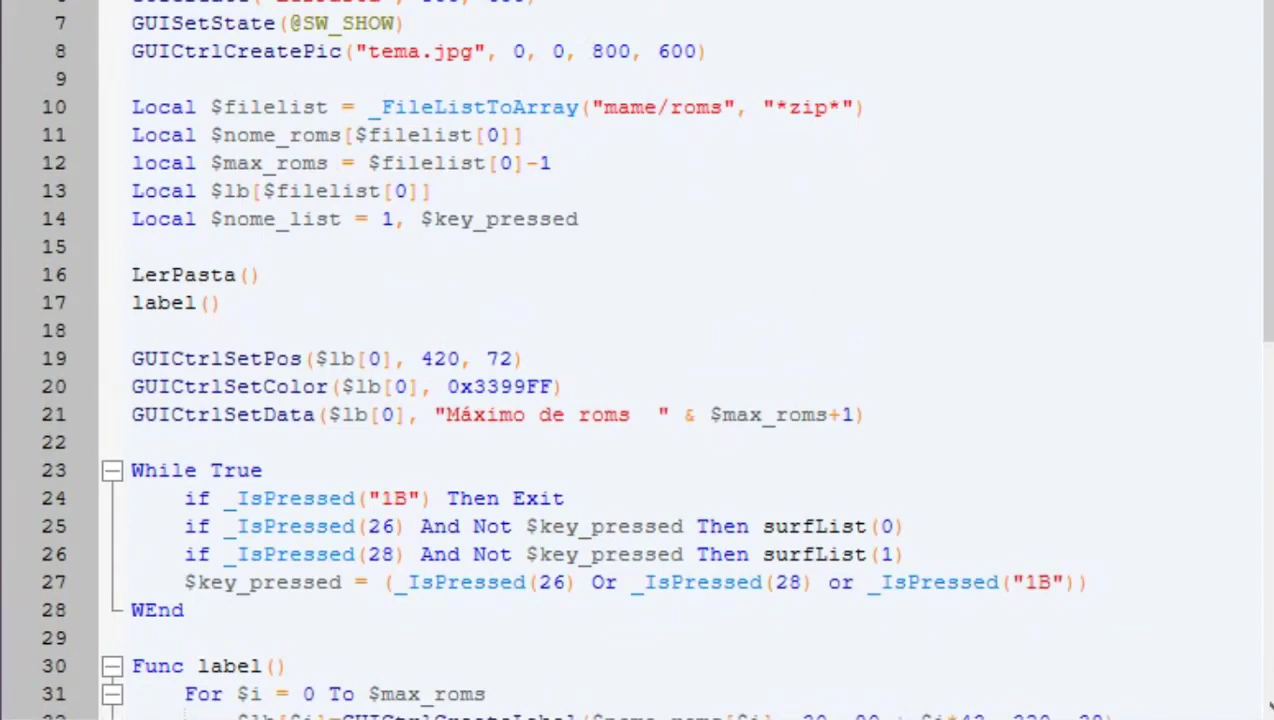 7 GUISetState(@SW_SHOW)
8 GUICtrlCreatePic("tema.jpg", 0, 0, 800, 600)
9
10 Local $filelist = _FileListToArray("mame/roms", "*zip*")
11 Local $nome_roms[$filelist[0]]
12 local $max_roms = $filelist[0]-1
13 Local $lb[$filelist[0]]
14 Local $nome_list = 1, $key_pressed
15
16 LerPasta()
17 label()
18
19 GUICtrlSetPos($lb[0], 420, 72)
20 GUICtrlSetColor($lb[0], 0x3399FF)
21 GUICtrlSetData($lb[0], "Máximo de roms  " & $max_roms+1)
22
23 While True
24 if _IsPressed("1B") Then Exit
25 if _IsPressed(26) And Not $key_pressed Then surfList(0)
26 if _IsPressed(28) And Not $key_pressed Then surfList(1)
27 $key_pressed = (_IsPressed(26) Or _IsPressed(28) or _IsPressed("1B"))
28 WEnd
29
30 Func label()
31 For $i = 0 To $max_roms